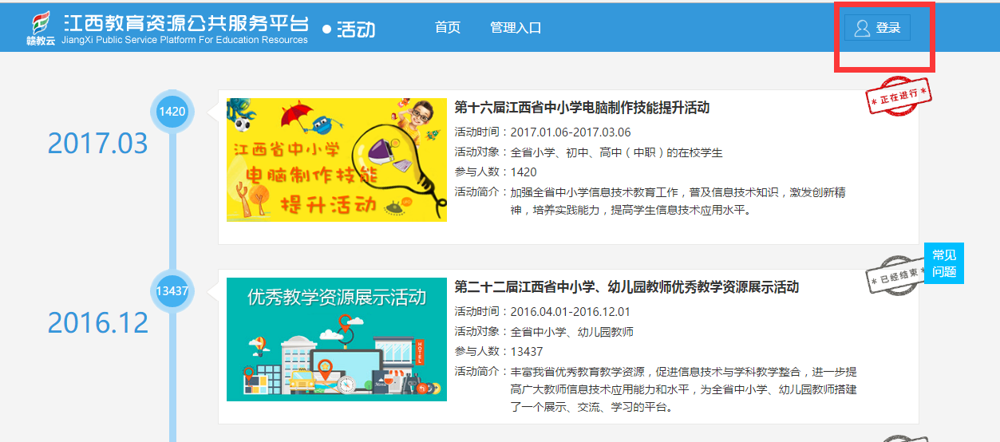 赣教云
江西教育资源公共服务平台
JiangXi Public Service Platform For Education Resources
活动
首页
管理入口
登录
1420
2017.03
江西省中小学
电脑制作技能
提升活动
第十六届江西省中小学电脑制作技能提升活动
正在进行
活动时间：2017.01.06-2017.03.06
活动对象：全省小学、初中、高中（中职）的在校学生
参与人数：1420
活动简介：加强全省中小学信息技术教育工作，普及信息技术知识，激发创新精
神，培养实践能力，提高学生信息技术应用水平。
常见
问题
13437
2016.12
优秀教学资源展示活动
HOTEL
第二十二届江西省中小学、幼儿园教师优秀教学资源展示活动
已经结束
活动时间：2016.04.01-2016.12.01
活动对象：全省中小学、幼儿园教师
参与人数：13437
活动简介：丰富我省优秀教育教学资源，促进信息技术与学科教学整合，进一步提
高广大教师信息技术应用能力和水平，为全省中小学、幼儿园教师搭建
了一个展示、交流、学习的平台。